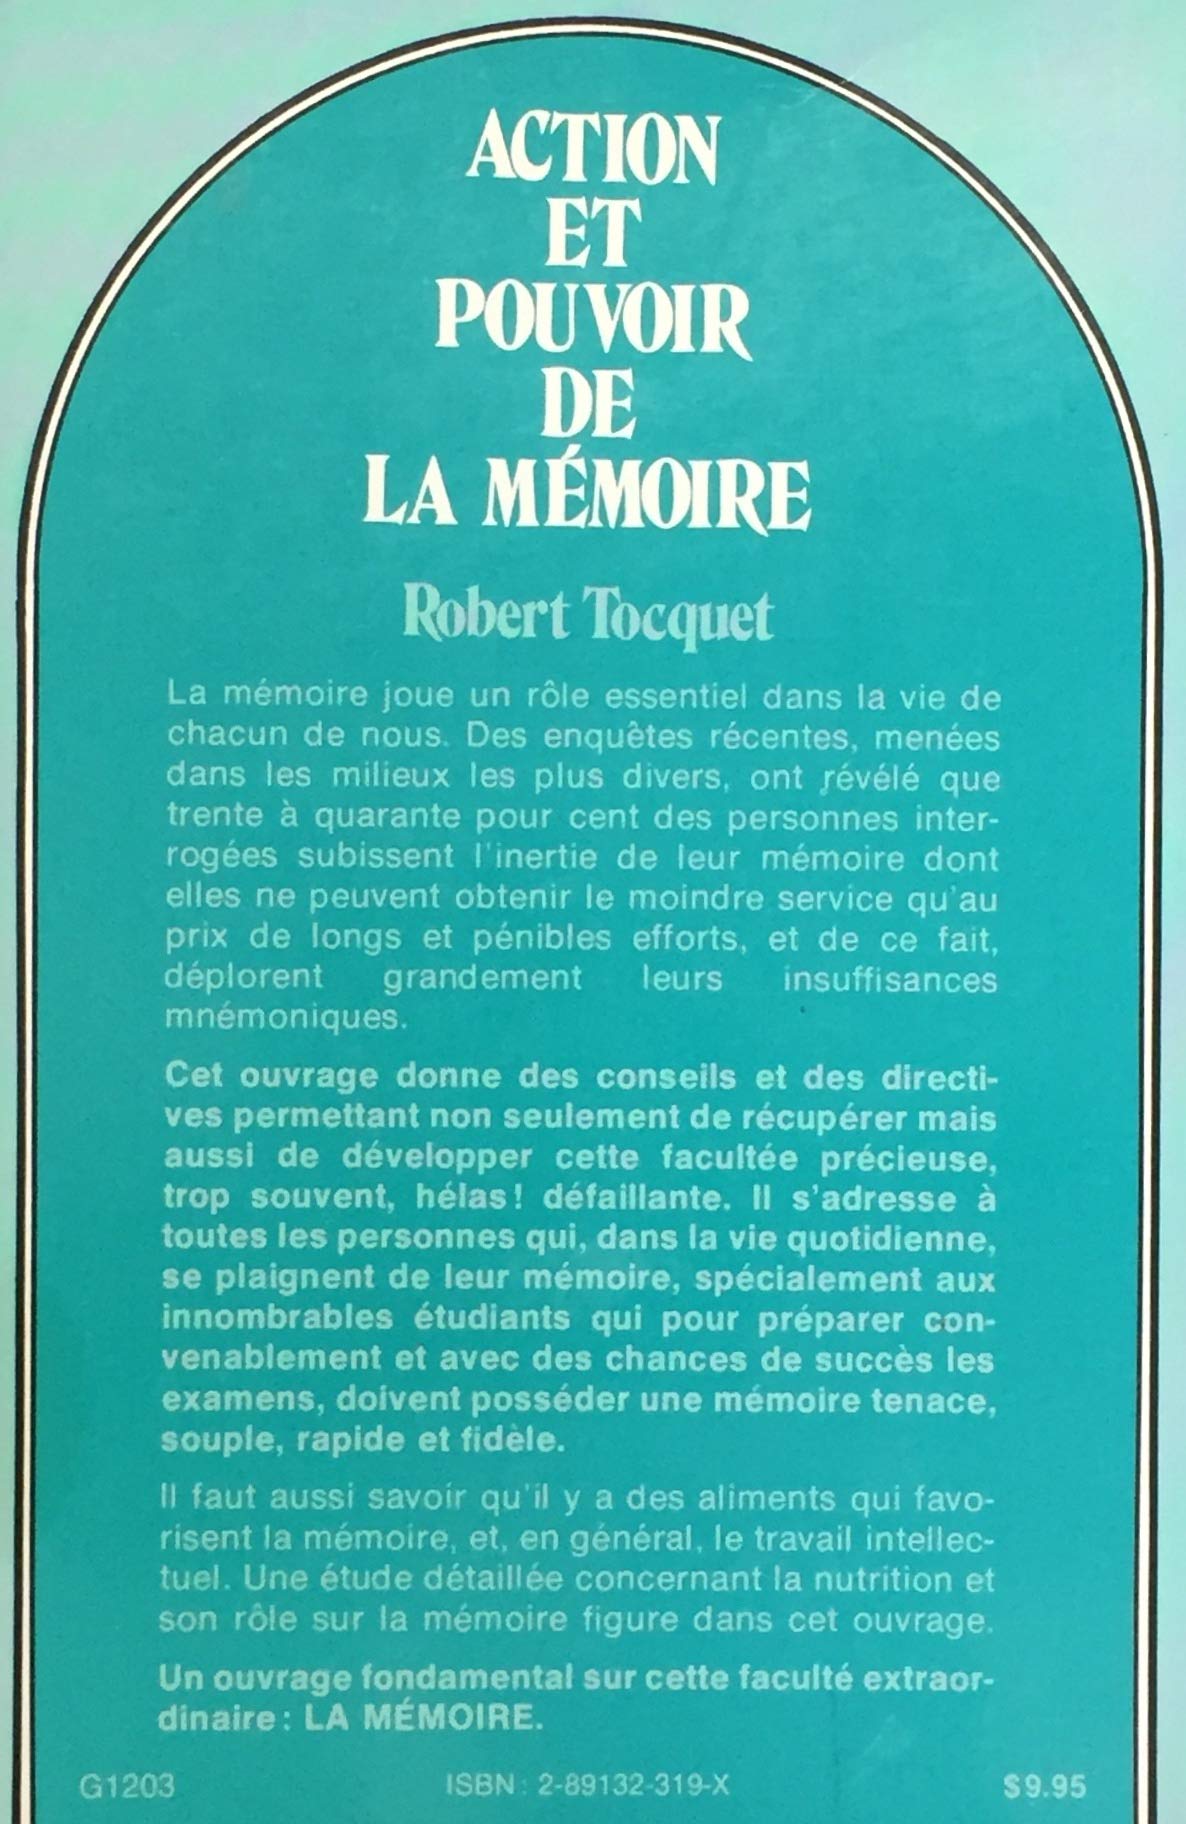 ACTION
ET
POUVOIR
DE
LA MÉMOIRE
Robert Tocquet
La mémoire joue un rôle essentiel dans la vie de
chacun de nous. Des enquêtes récentes, menées
dans les milieux les plus divers, ont révélé que
trente à quarante pour cent des personnes inter-
rogées subissent l'inertie de leur mémoire dont
elles ne peuvent obtenir le moindre service qu'au
prix de longs et pénibles efforts, et de ce fait,
déplorent grandement leurs insuffisances
mnémoniques.
Cet ouvrage donne des conseils et des directi-
ves permettant non seulement de récupérer mais
aussi de développer cette facultée précieuse,
trop souvent, hélas! défaillante. Il s'adresse à
toutes les personnes qui, dans la vie quotidienne,
se plaignent de leur mémoire, spécialement aux
innombrables étudiants qui pour préparer con-
venablement et avec des chances de succès les
examens, doivent posséder une mémoire tenace,
souple, rapide et fidèle.
Il faut aussi savoir qu'il y a des aliments qui favo-
risent la mémoire, et, en général, le travail intellec-
tuel. Une étude détaillée concernant la nutrition et
son rôle sur la mémoire figure dans cet ouvrage.
Un ouvrage fondamental sur cette faculté extraor-
dinaire: LA MÉMOIRE.
G1203 ISBN: 2-89132-319-X $9.95